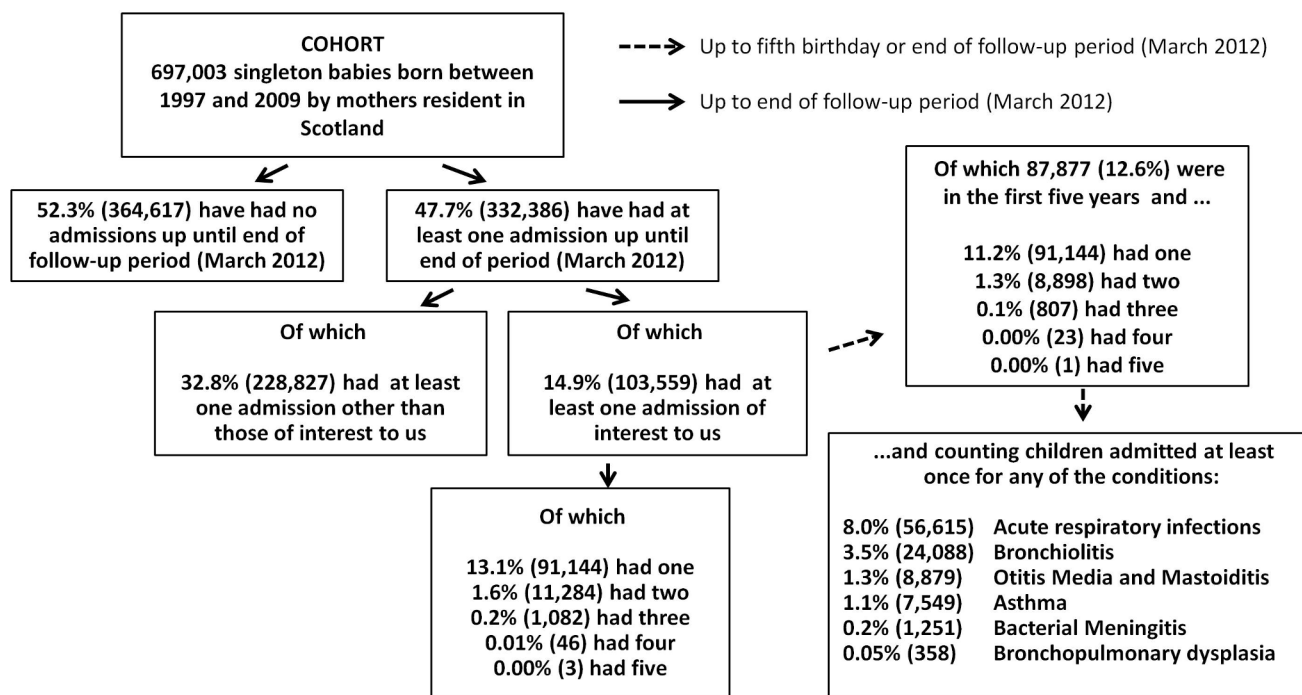 COHORT
697,003 singleton babies born between
1997 and 2009 by mothers resident in
Scotland
Up to fifth birthday or end of follow-up period (March 2012)
Up to end of follow-up period (March 2012)
52.3% (364,617) have had no
admissions up until end of
follow-up period (March 2012)
47.7% (332,386) have had at
least one admission up until
end of period (March 2012)
Of which 87,877 (12.6%) were
in the first five years and ...
11.2% (91,144) had one
1.3% (8,898) had two
0.1% (807) had three
0.00% (23) had four
0.00% (1) had five
Of which
32.8% (228,827) had at least
one admission other than
those of interest to us
Of which
14.9% (103,559) had at
least one admission of
interest to us
Of which
13.1% (91,144) had one
1.6% (11,284) had two
0.2% (1,082) had three
0.01% (46) had four
0.00% (3) had five
...and counting children admitted at least
once for any of the conditions:
8.0% (56,615) Acute respiratory infections
3.5% (24,088) Bronchiolitis
1.3% (8,879) Otitis Media and Mastoiditis
1.1% (7,549) Asthma
0.2% (1,251) Bacterial Meningitis
0.05% (358) Bronchopulmonary dysplasia